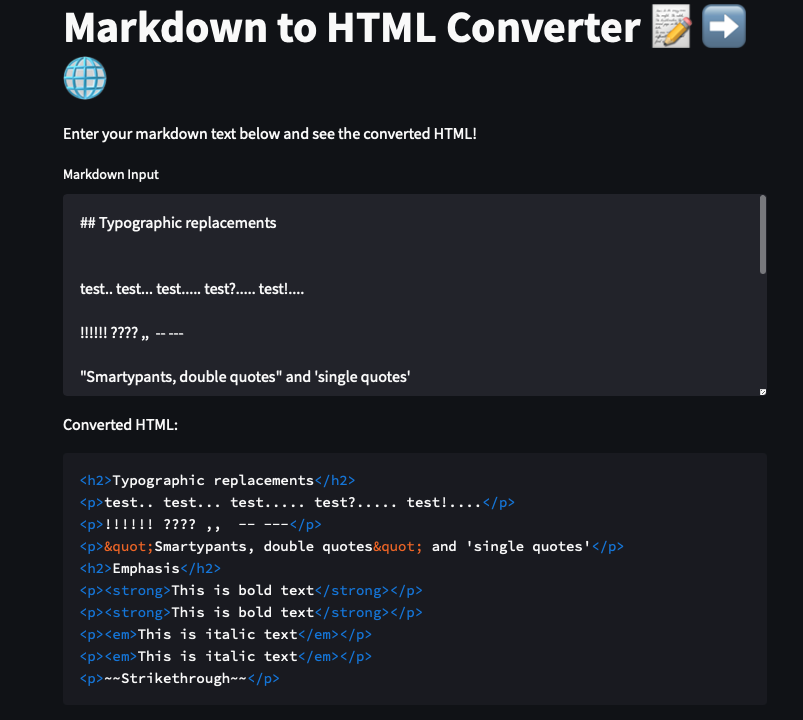 Markdown to HTML Converter 📝 ➡️
🌐
Enter your markdown text below and see the converted HTML!
Markdown Input
## Typographic replacements
test.. test... test..... test?..... test!....
!!!!!! ???? ,,  -- ---
"Smartypants, double quotes" and 'single quotes'
Converted HTML:
<h2>Typographic replacements</h2>
<p>test.. test... test..... test?..... test!....</p>
<p>!!!!!! ???? ,,  -- ---</p>
<p>&quot;Smartypants, double quotes&quot; and 'single quotes'</p>
<h2>Emphasis</h2>
<p><strong>This is bold text</strong></p>
<p><strong>This is bold text</strong></p>
<p><em>This is italic text</em></p>
<p><em>This is italic text</em></p>
<p>~~Strikethrough~~</p>